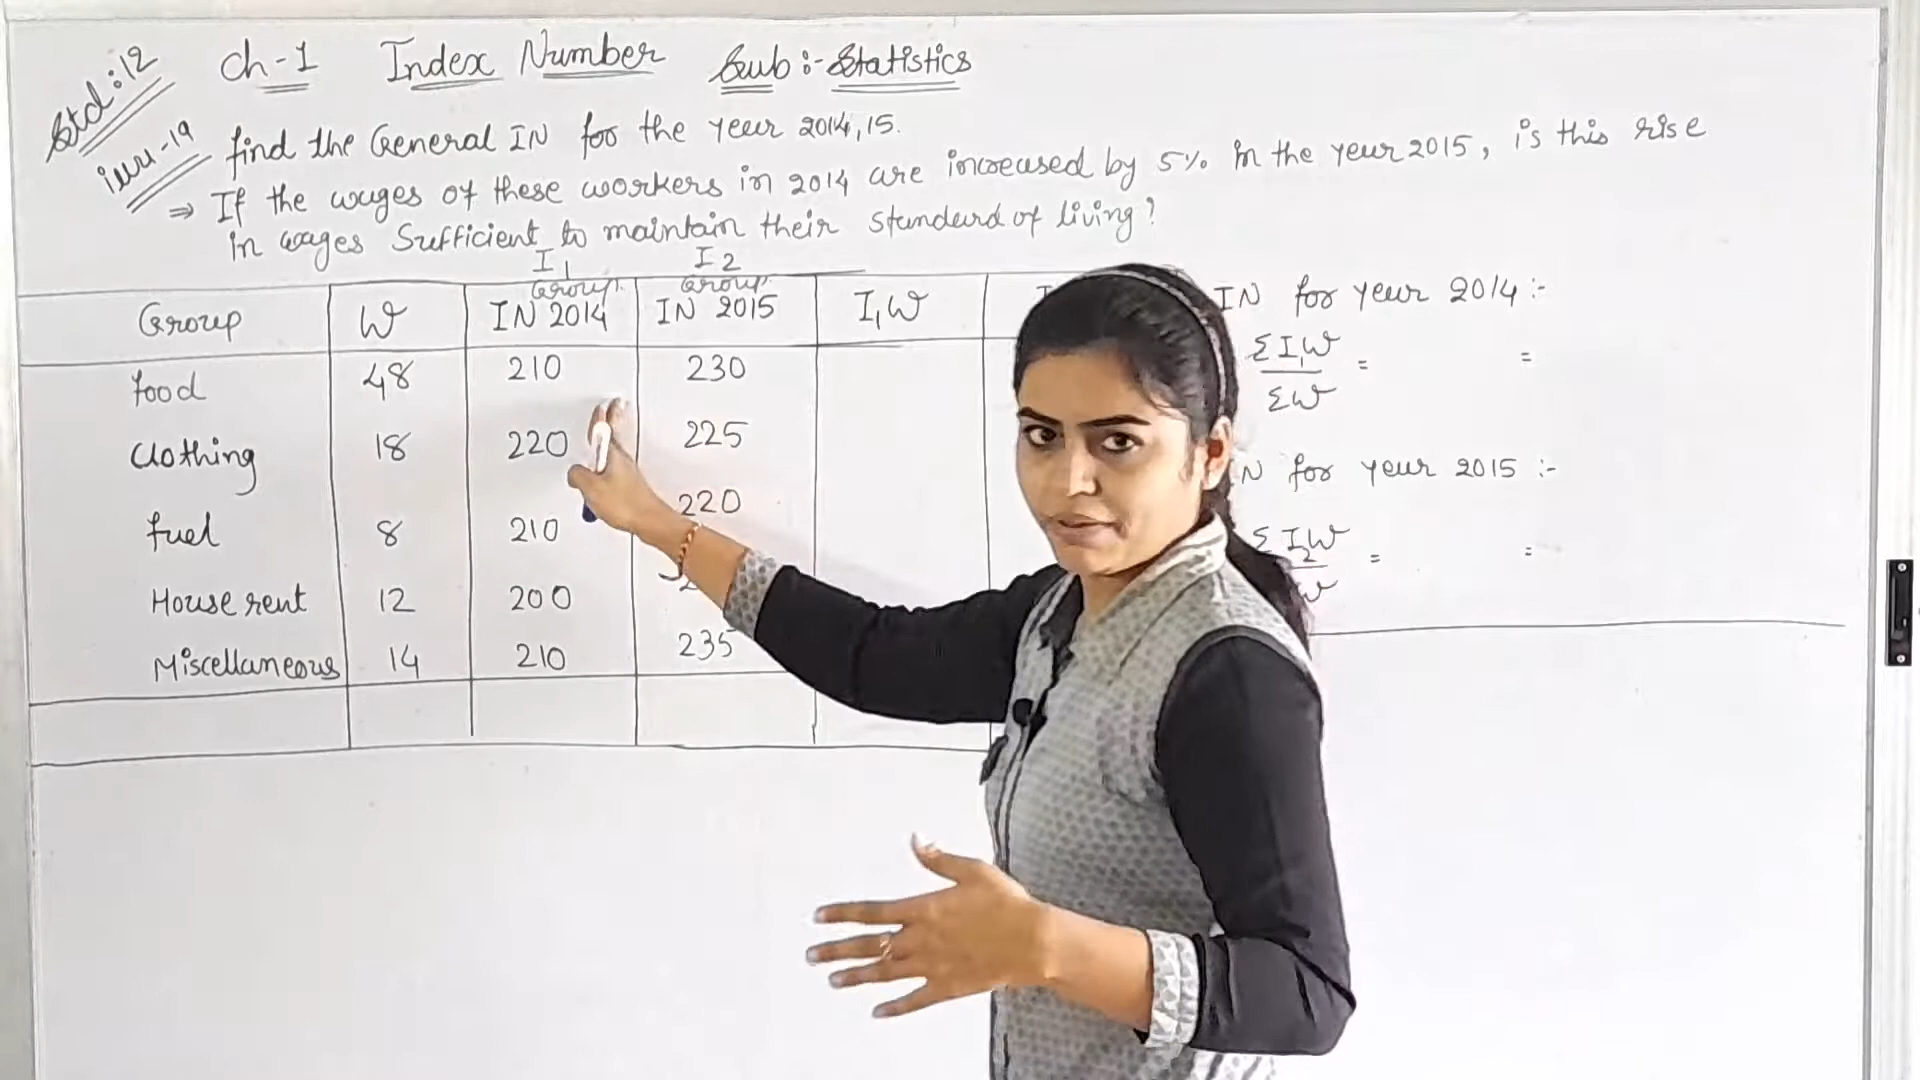 Std:12
Ch-1 Index Number Sub:-Statistics
imu-19
find the General IN for the year 2014,15.
⇒ If the wages of these workers in 2014 are increased by 5% in the year 2015, is this rise
in wages Sufficient to maintain their standard of living?
I1 I2
Group Group
Group W IN 2014 IN 2015 I1W
food 48 210 230
Clothing 18 220 225
fuel 8 210 220
House rent 12 200
Miscellaneous 14 210 235
IN for year 2014:-
ΣI1W = =
ΣW
N for year 2015:-
ΣI2W = =
W